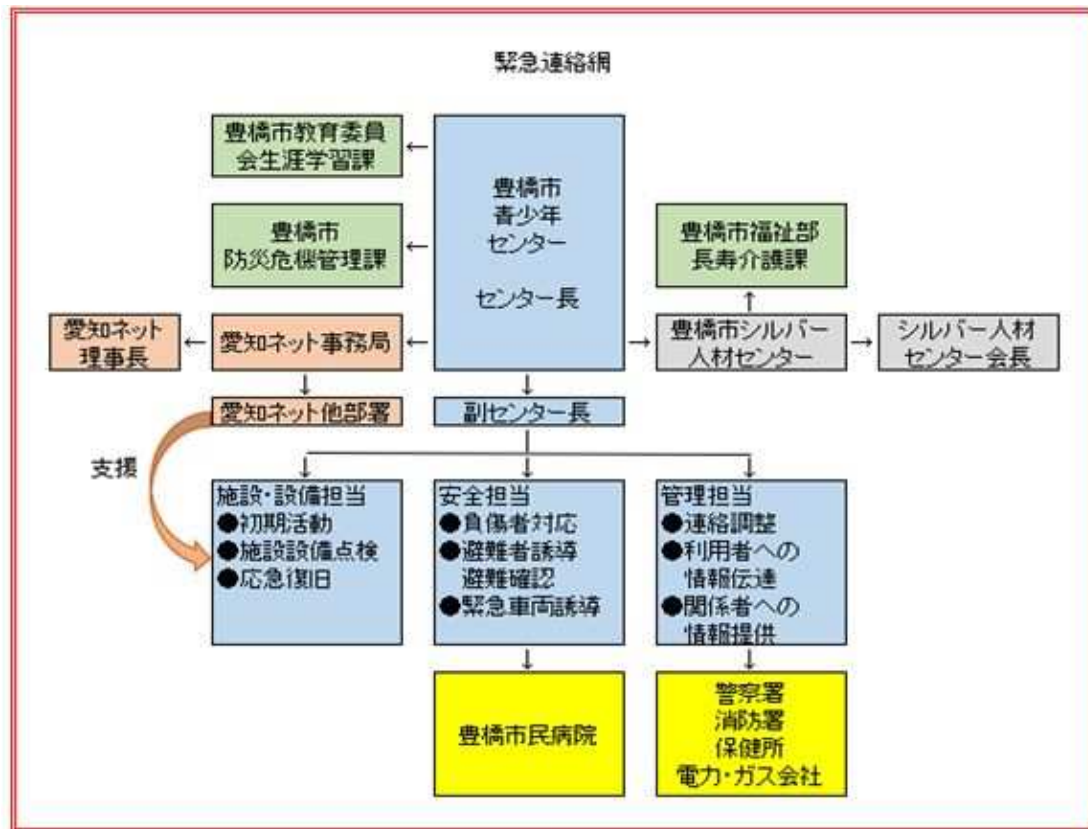 緊急連絡網
豊橋市教育委員
会生涯学習課
←
豊橋市
青少年
センター
センター長
豊橋市
防災危機管理課
←
豊橋市福祉部
長寿介護課
↑
愛知ネット
理事長
←
愛知ネット事務局
←
→
豊橋市シルバー
人材センター
→
シルバー人材
センター会長
↓
↓
愛知ネット他部署
副センター長
支援
↓
↓
↓
施設・設備担当
●初期活動
●施設設備点検
●応急復旧
安全担当
●負傷者対応
●避難者誘導
避難確認
●緊急車両誘導
管理担当
●連絡調整
●利用者への
情報伝達
●関係者への
情報提供
↓
↓
豊橋市民病院
警察署
消防署
保健所
電力・ガス会社